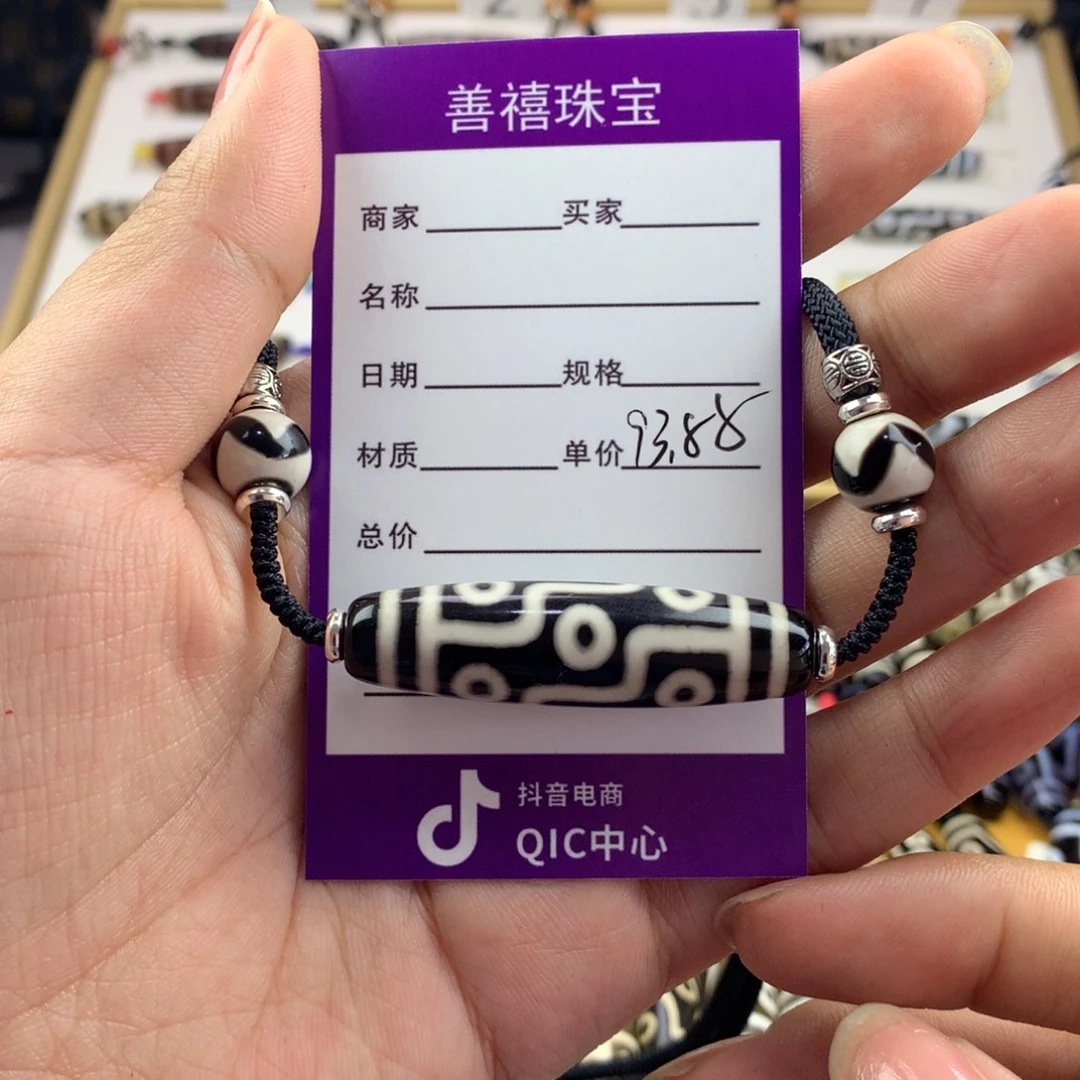 善禧珠宝
商家 买家
名称
日期 规格
材质 单价 93.88
总价
抖音电商
QIC中心